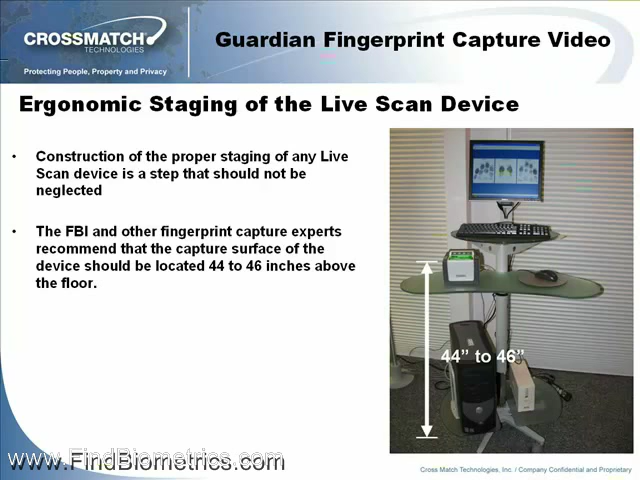 CROSSMATCH
TECHNOLOGIES
Protecting People, Property and Privacy
Guardian Fingerprint Capture Video
Ergonomic Staging of the Live Scan Device
• Construction of the proper staging of any Live
Scan device is a step that should not be
neglected
• The FBI and other fingerprint capture experts
recommend that the capture surface of the
device should be located 44 to 46 inches above
the floor.
44” to 46”
www.FindBiometrics.com
Cross Match Technologies, Inc. / Company Confidential and Proprietary